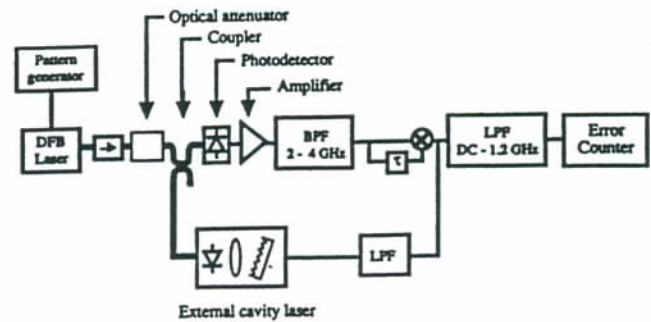 Optical attenuator
Coupler
Photodetector
Amplifier
Pattern
generator
DFB
Laser
BPF
2 - 4 GHz
τ
LPF
DC - 1.2 GHz
Error
Counter
LPF
External cavity laser